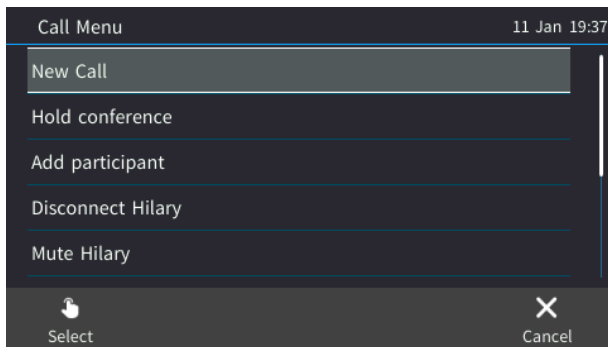 Call Menu 11 Jan 19:37
New Call
Hold conference
Add participant
Disconnect Hilary
Mute Hilary
Select Cancel